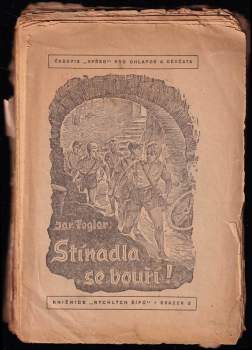 ČASOPIS „VPŘED“ PRO CHLAPCE A DĚVČATA
Jar. Foglar:
Stínadla
se bouří!
KNIŽNICE "RYCHLÝCH ŠÍPŮ" • SVAZEK 2